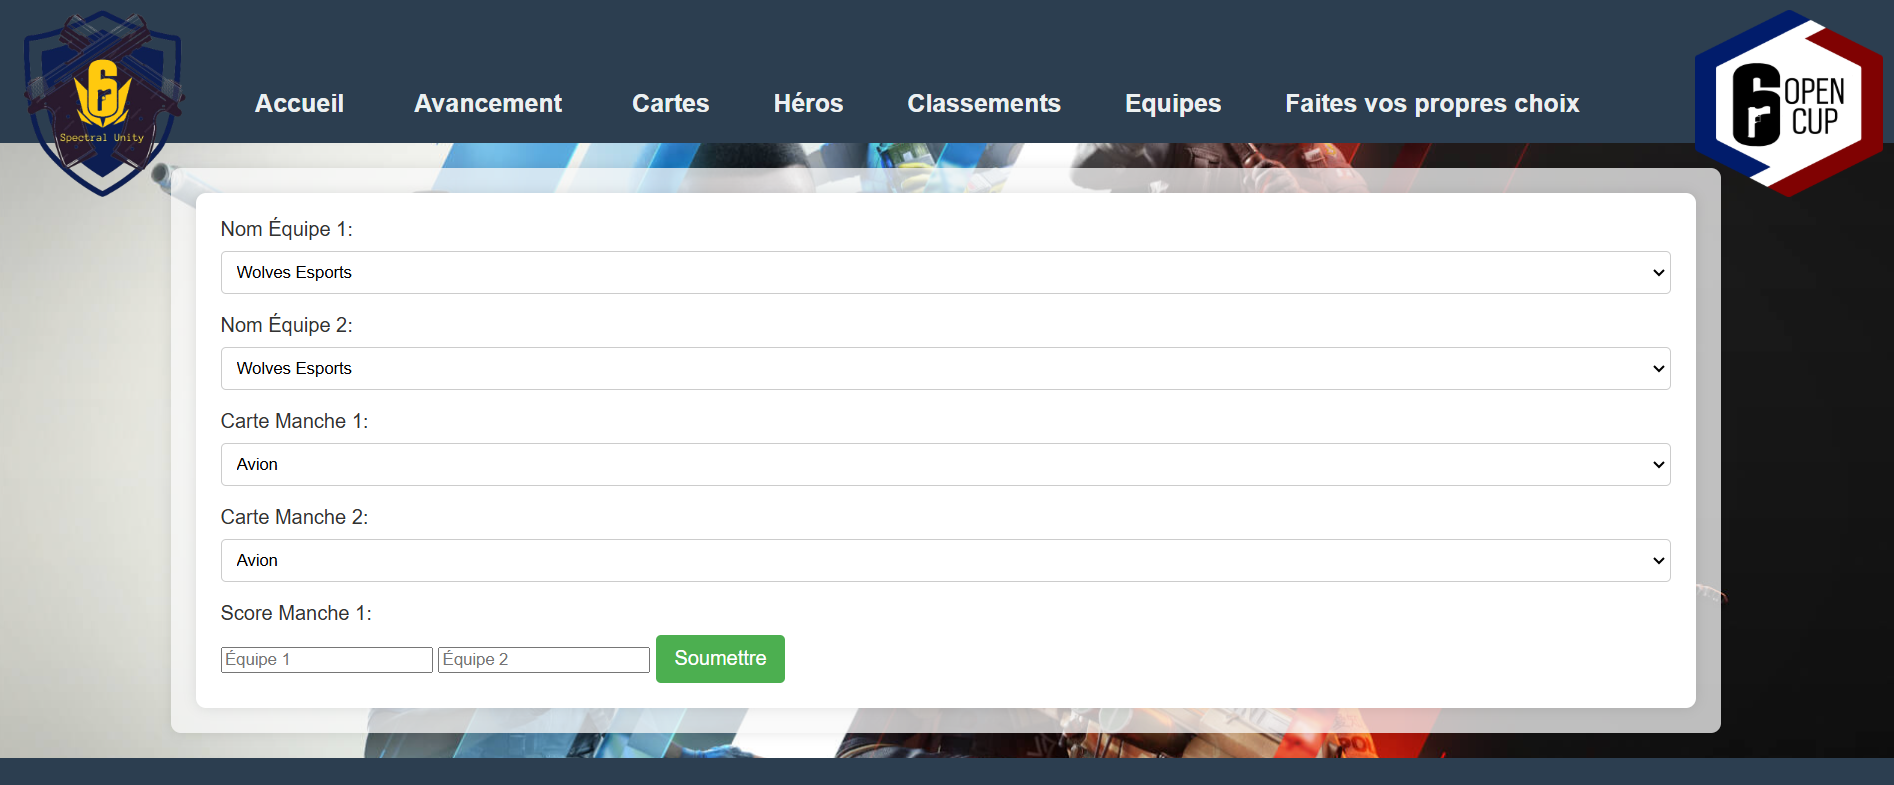 Spectral Unity
Accueil Avancement Cartes Héros Classements Equipes Faites vos propres choix
6 OPEN
CUP
Nom Équipe 1:
Wolves Esports
Nom Équipe 2:
Wolves Esports
Carte Manche 1:
Avion
Carte Manche 2:
Avion
Score Manche 1:
Équipe 1 Équipe 2 Soumettre